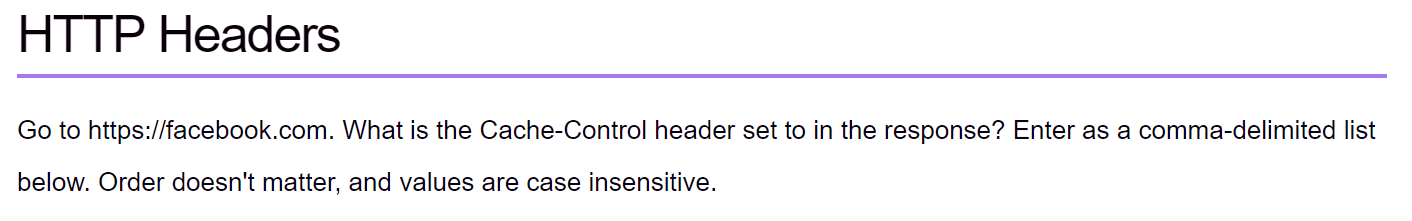 HTTP Headers
Go to https://facebook.com. What is the Cache-Control header set to in the response? Enter as a comma-delimited list
below. Order doesn't matter, and values are case insensitive.